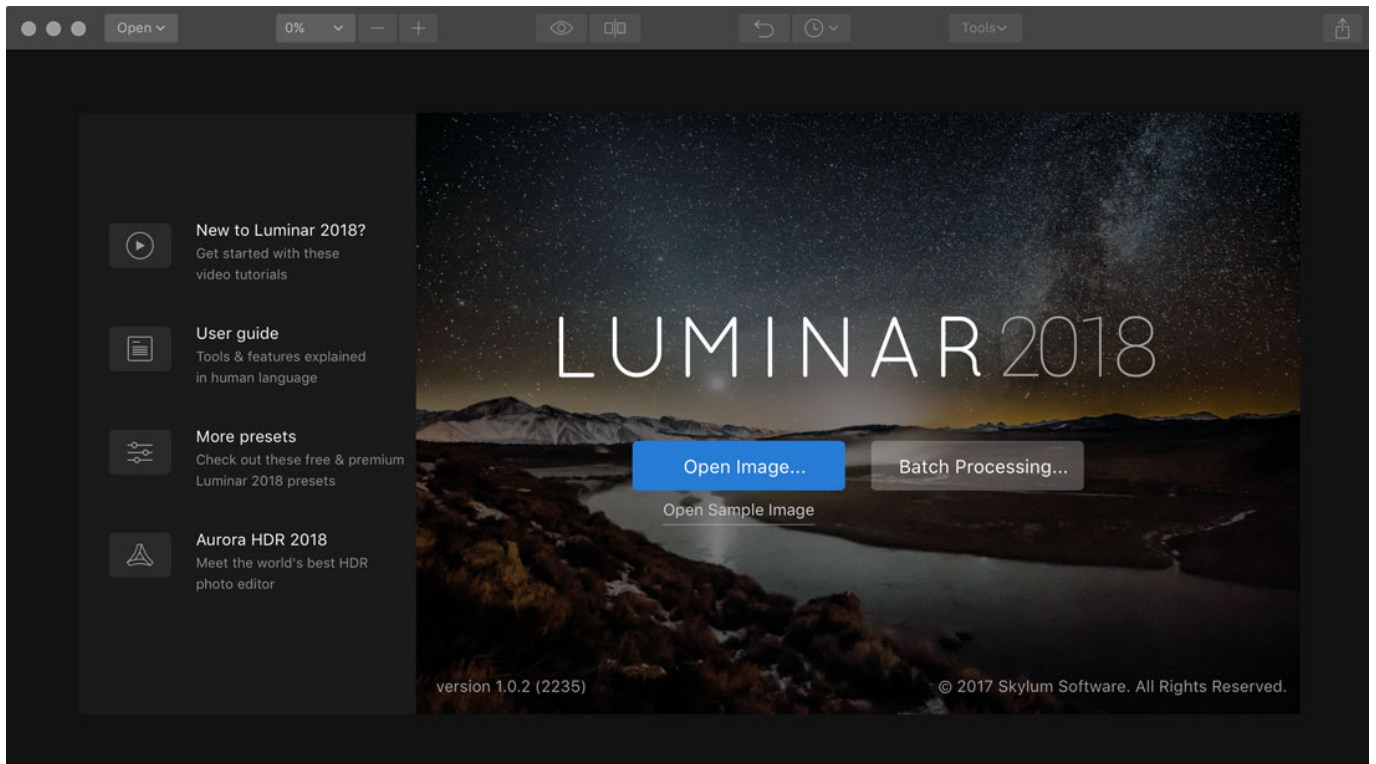 Open
0%
Tools
New to Luminar 2018?
Get started with these
video tutorials
User guide
Tools & features explained
in human language
More presets
Check out these free & premium
Luminar 2018 presets
Aurora HDR 2018
Meet the world's best HDR
photo editor
LUMINAR 2018
Open Image...
Batch Processing...
Open Sample Image
version 1.0.2 (2235)
© 2017 Skylum Software. All Rights Reserved.